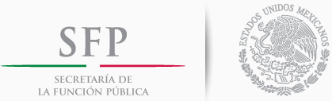 SFP
SECRETARÍA DE
LA FUNCIÓN PÚBLICA
ESTADOS UNIDOS MEXICANOS